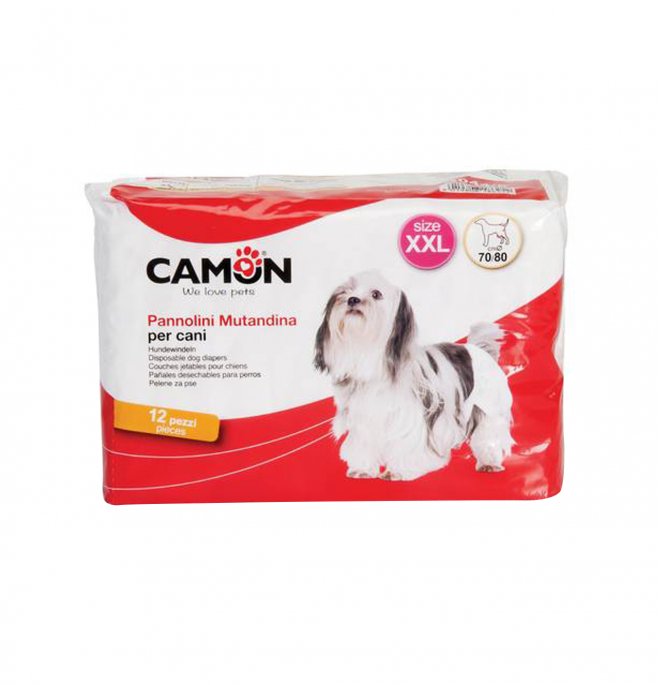 size
XXL
cmØ
70/80
CAMON®
We love pets
Pannolini Mutandina
per cani
Hundewindeln
Disposable dog diapers
Couches jetables pour chiens
Pañales desechables para perros
Pelene za pse
12 pezzi
pieces